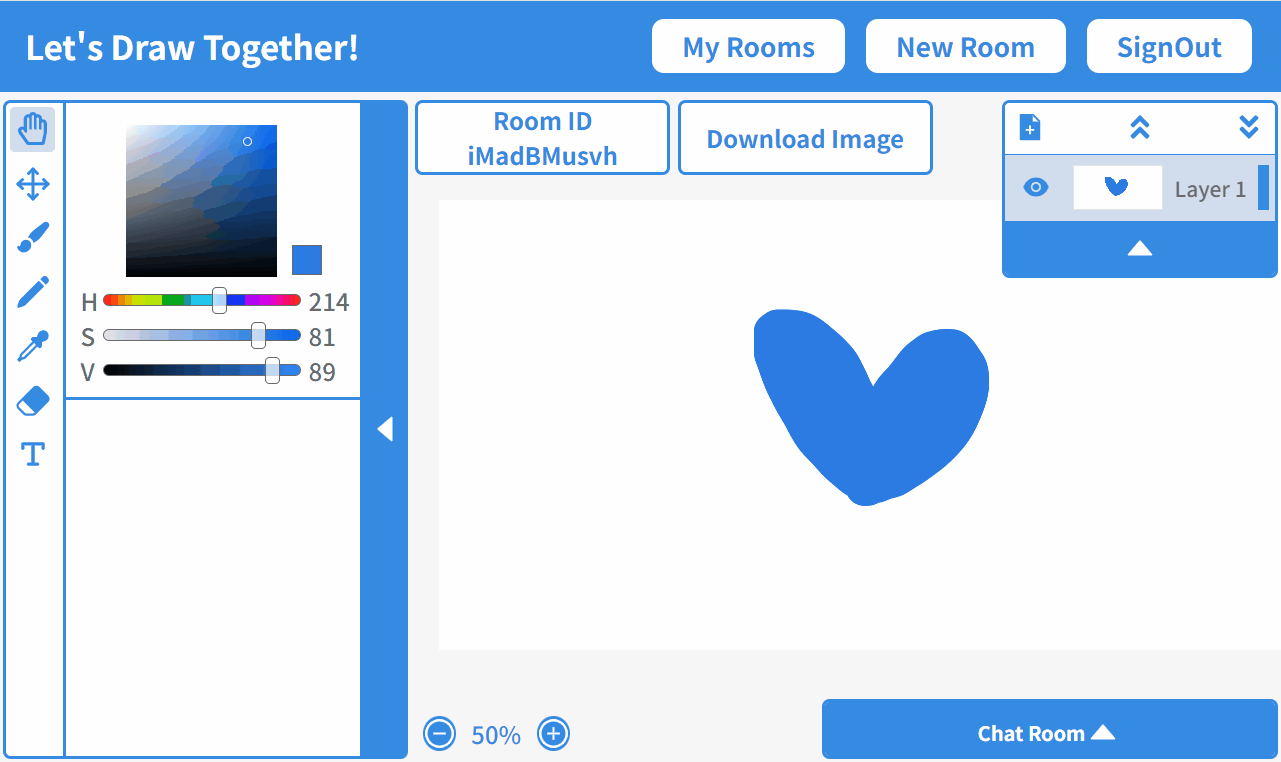 Let's Draw Together!
My Rooms
New Room
SignOut
Room ID
iMadBMusvh
Download Image
Layer 1
H 214
S 81
V 89
T
50%
Chat Room